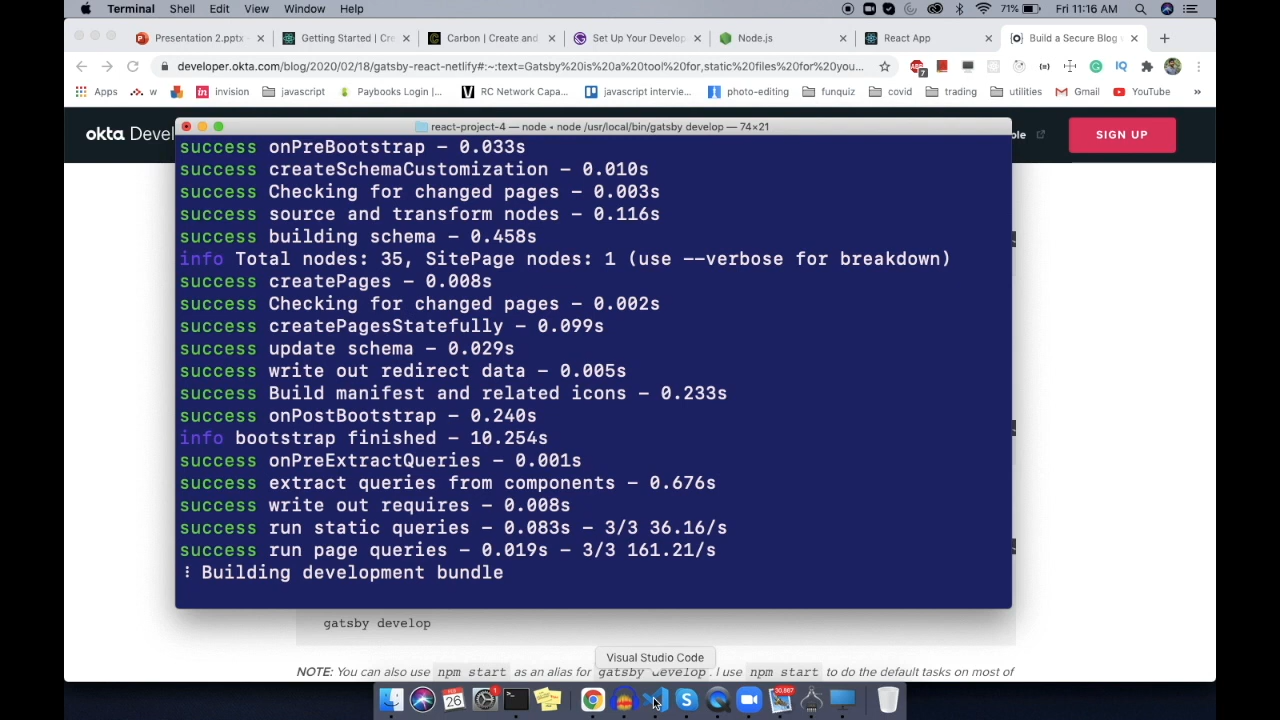 Terminal Shell Edit View Window Help 71% Fri 11:16 AM
Presentation 2.pptx Getting Started | Cre Carbon | Create and Set Up Your Develop Node.js React App Build a Secure Blog
developer.okta.com/blog/2020/02/18/gatsby-react-netlify#:~:text=Gatsby%20is%20a%20tool%20for,static%20files%20for%20you... 7
Apps w invision javascript Paybooks Login |... RC Network Capa... javascript intervie... photo-editing funquiz covid trading utilities Gmail YouTube »
okta Devel
ble
SIGN UP
react-project-4 — node ◂ node /usr/local/bin/gatsby develop — 74×21
success onPreBootstrap – 0.033s
success createSchemaCustomization – 0.010s
success Checking for changed pages – 0.003s
success source and transform nodes – 0.116s
success building schema – 0.458s
info Total nodes: 35, SitePage nodes: 1 (use --verbose for breakdown)
success createPages – 0.008s
success Checking for changed pages – 0.002s
success createPagesStatefully – 0.099s
success update schema – 0.029s
success write out redirect data – 0.005s
success Build manifest and related icons – 0.233s
success onPostBootstrap – 0.240s
info bootstrap finished – 10.254s
success onPreExtractQueries – 0.001s
success extract queries from components – 0.676s
success write out requires – 0.008s
success run static queries – 0.083s – 3/3 36.16/s
success run page queries – 0.019s – 3/3 161.21/s
⠇ Building development bundle
gatsby develop
Visual Studio Code
NOTE: You can also use npm start as an alias for gatsby develop. I use npm start to do the default tasks on most of
FEB
26
1
30,867